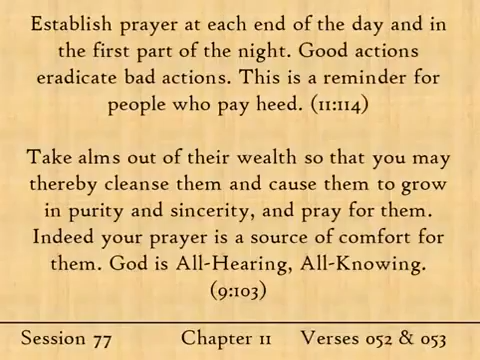 Establish prayer at each end of the day and in
the first part of the night. Good actions
eradicate bad actions. This is a reminder for
people who pay heed. (11:114)
Take alms out of their wealth so that you may
thereby cleanse them and cause them to grow
in purity and sincerity, and pray for them.
Indeed your prayer is a source of comfort for
them. God is All-Hearing, All-Knowing.
(9:103)
Session 77 Chapter 11 Verses 052 & 053